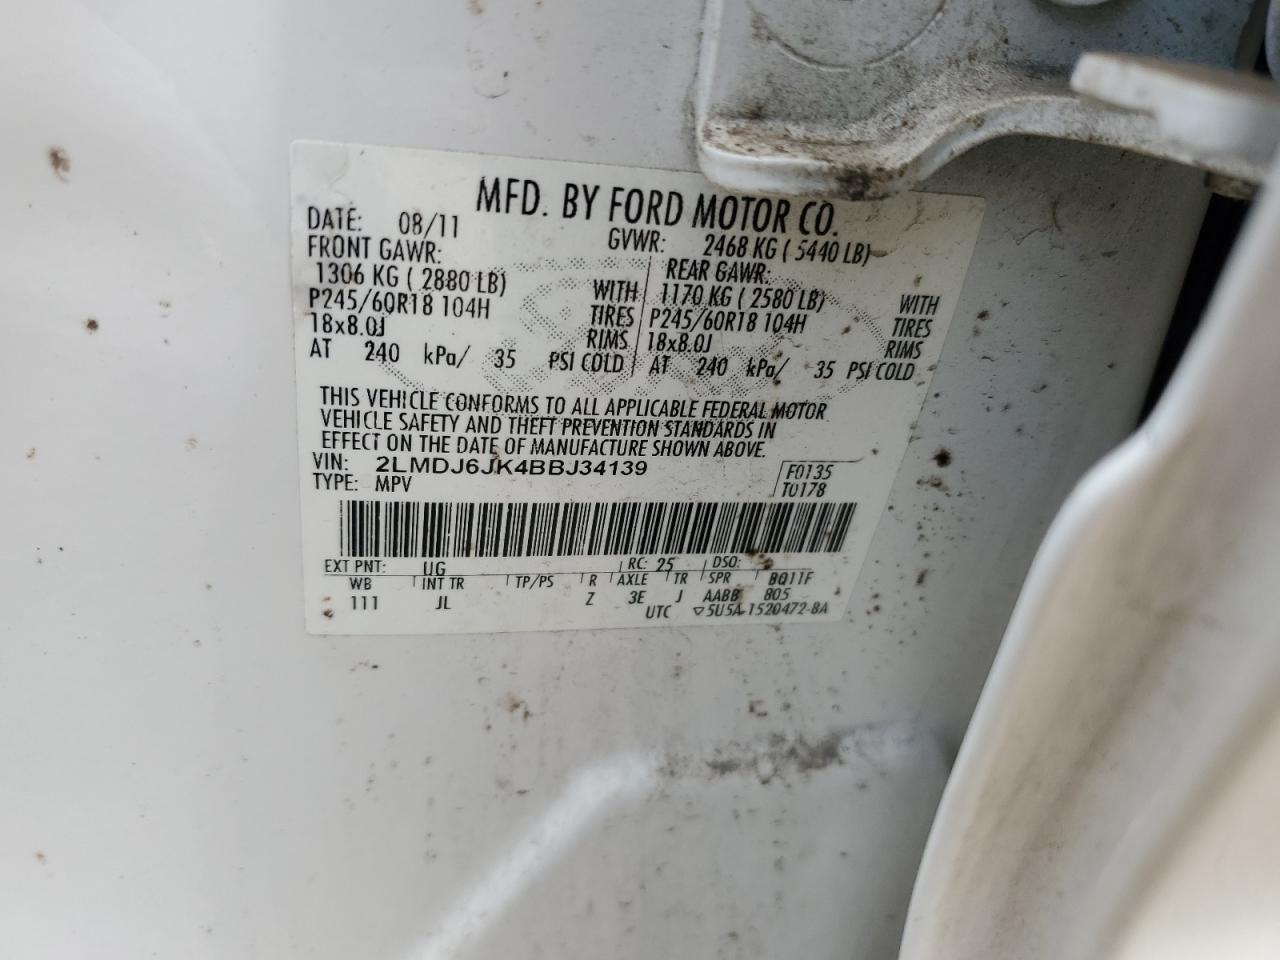 MFD. BY FORD MOTOR CO.
DATE: 08/11 GVWR: 2468 KG ( 5440 LB)
FRONT GAWR: REAR GAWR:
1306 KG ( 2880 LB) WITH 1170 KG ( 2580 LB) WITH
P245/60R18 104H TIRES P245/60R18 104H TIRES
18x8.0J RIMS 18x8.0J RIMS
AT 240 kPa/ 35 PSI COLD AT 240 kPa/ 35 PSI COLD
THIS VEHICLE CONFORMS TO ALL APPLICABLE FEDERAL MOTOR
VEHICLE SAFETY AND THEFT PREVENTION STANDARDS IN
EFFECT ON THE DATE OF MANUFACTURE SHOWN ABOVE.
VIN: 2LMDJ6JK4BBJ34139 F0135
TYPE: MPV T0178
EXT PNT: UG RC: 25 DSO:
WB INT TR TP/PS R AXLE TR SPR BQ11F
111 JL Z 3E J AABB 805
UTC ▽5U5A-1520472-BA